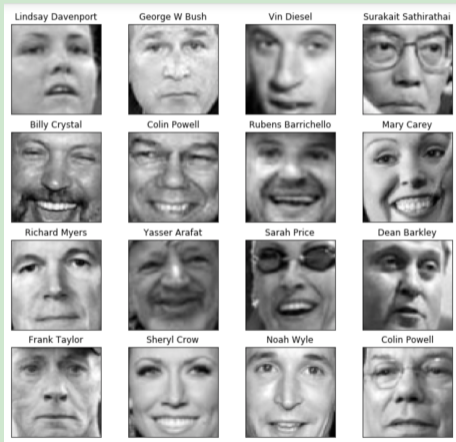 Lindsay Davenport George W Bush Vin Diesel Surakait Sathirathai
Billy Crystal Colin Powell Rubens Barrichello Mary Carey
Richard Myers Yasser Arafat Sarah Price Dean Barkley
Frank Taylor Sheryl Crow Noah Wyle Colin Powell